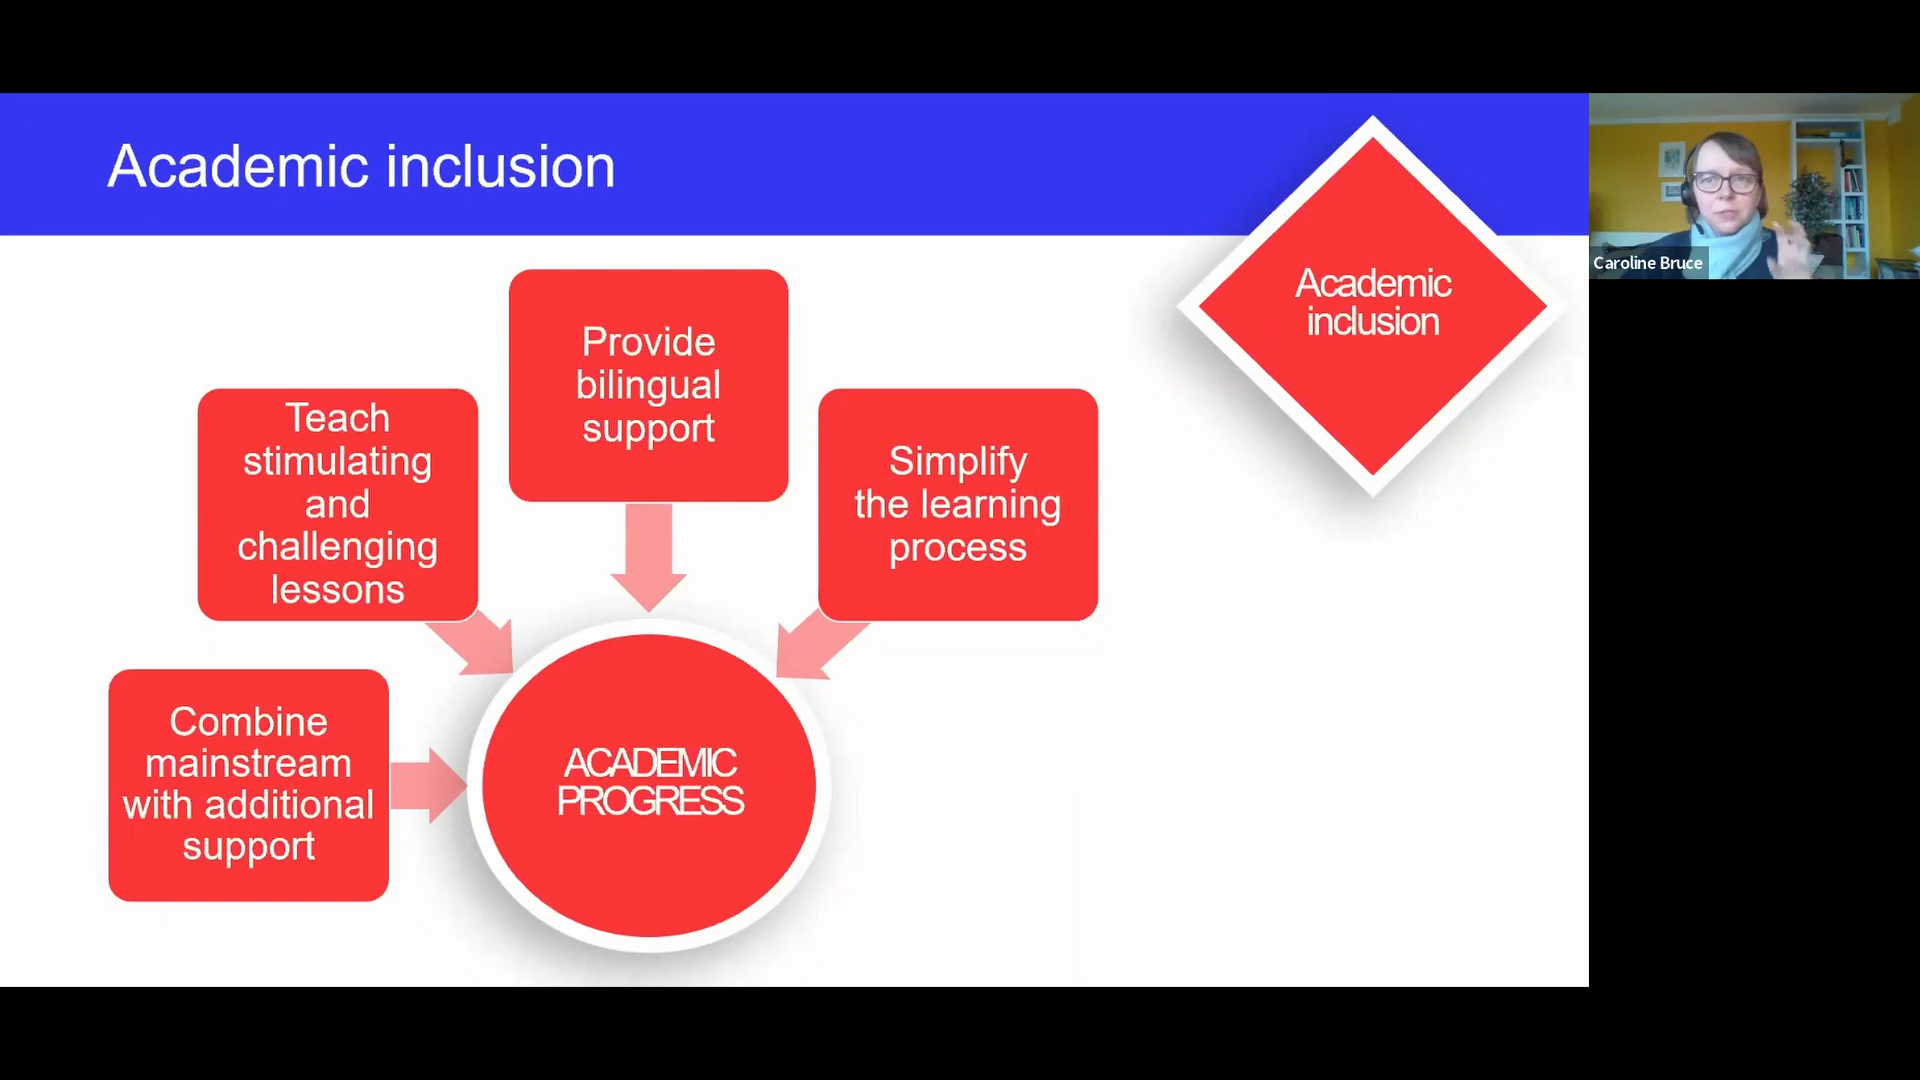 Academic inclusion
Academic
inclusion
Caroline Bruce
Provide
bilingual
support
Teach
stimulating
and
challenging
lessons
Simplify
the learning
process
Combine
mainstream
with additional
support
ACADEMIC
PROGRESS